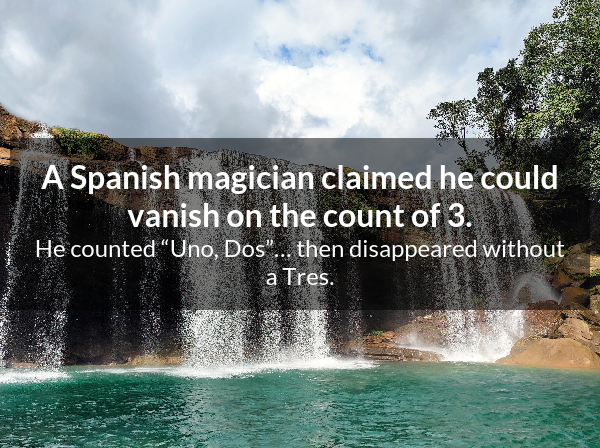 A Spanish magician claimed he could
vanish on the count of 3.
He counted “Uno, Dos”... then disappeared without
a Tres.